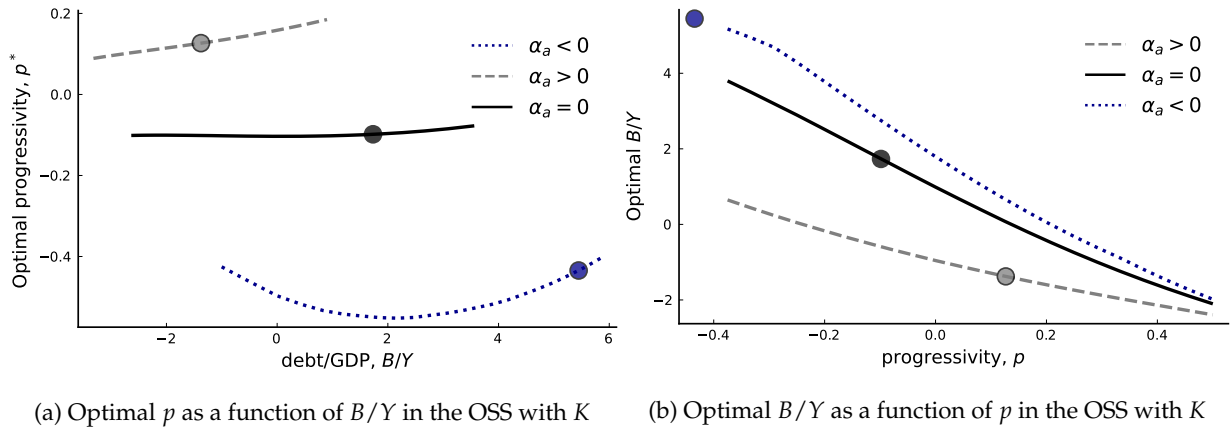 0.2
0.0
−0.2
−0.4
Optimal progressivity, p*
−2
0
2
4
6
debt/GDP, B/Y
α_a < 0
α_a > 0
α_a = 0
(a) Optimal p as a function of B/Y in the OSS with K
4
2
0
−2
Optimal B/Y
−0.4
−0.2
0.0
0.2
0.4
progressivity, p
α_a > 0
α_a = 0
α_a < 0
(b) Optimal B/Y as a function of p in the OSS with K